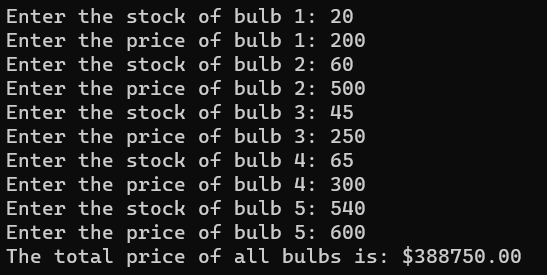 Enter the stock of bulb 1: 20
Enter the price of bulb 1: 200
Enter the stock of bulb 2: 60
Enter the price of bulb 2: 500
Enter the stock of bulb 3: 45
Enter the price of bulb 3: 250
Enter the stock of bulb 4: 65
Enter the price of bulb 4: 300
Enter the stock of bulb 5: 540
Enter the price of bulb 5: 600
The total price of all bulbs is: $388750.00